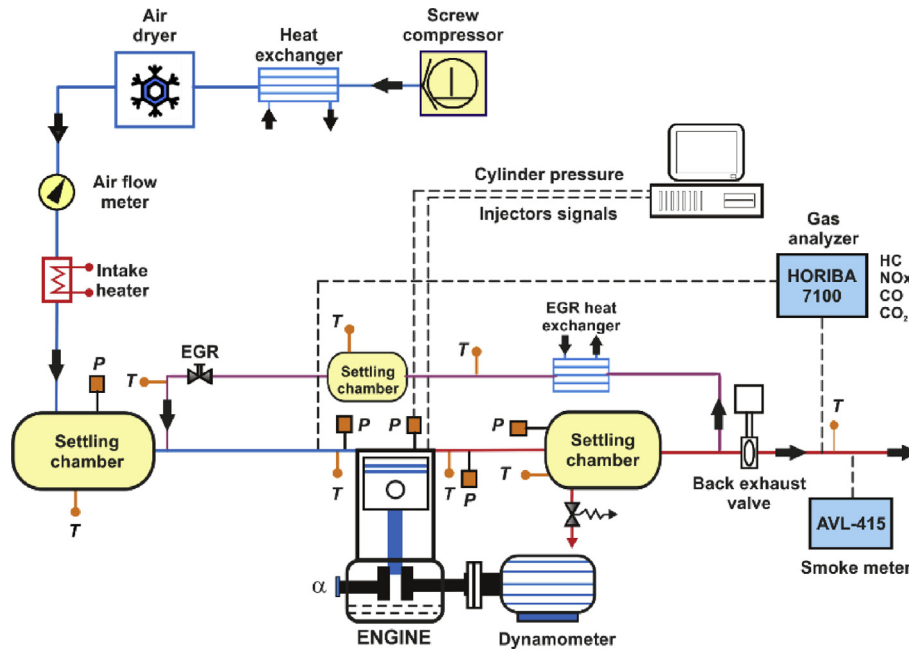 Air
dryer
Heat
exchanger
Screw
compressor
Air flow
meter
Cylinder pressure
Injectors signals
Gas
analyzer
HORIBA
7100
HC
NOx
CO
CO₂
Intake
heater
T
EGR
T
Settling
chamber
T
EGR heat
exchanger
P
Settling
chamber
T
P
P
T
T
P
P
T
Settling
chamber
Back exhaust
valve
T
AVL-415
Smoke meter
α
ENGINE
Dynamometer